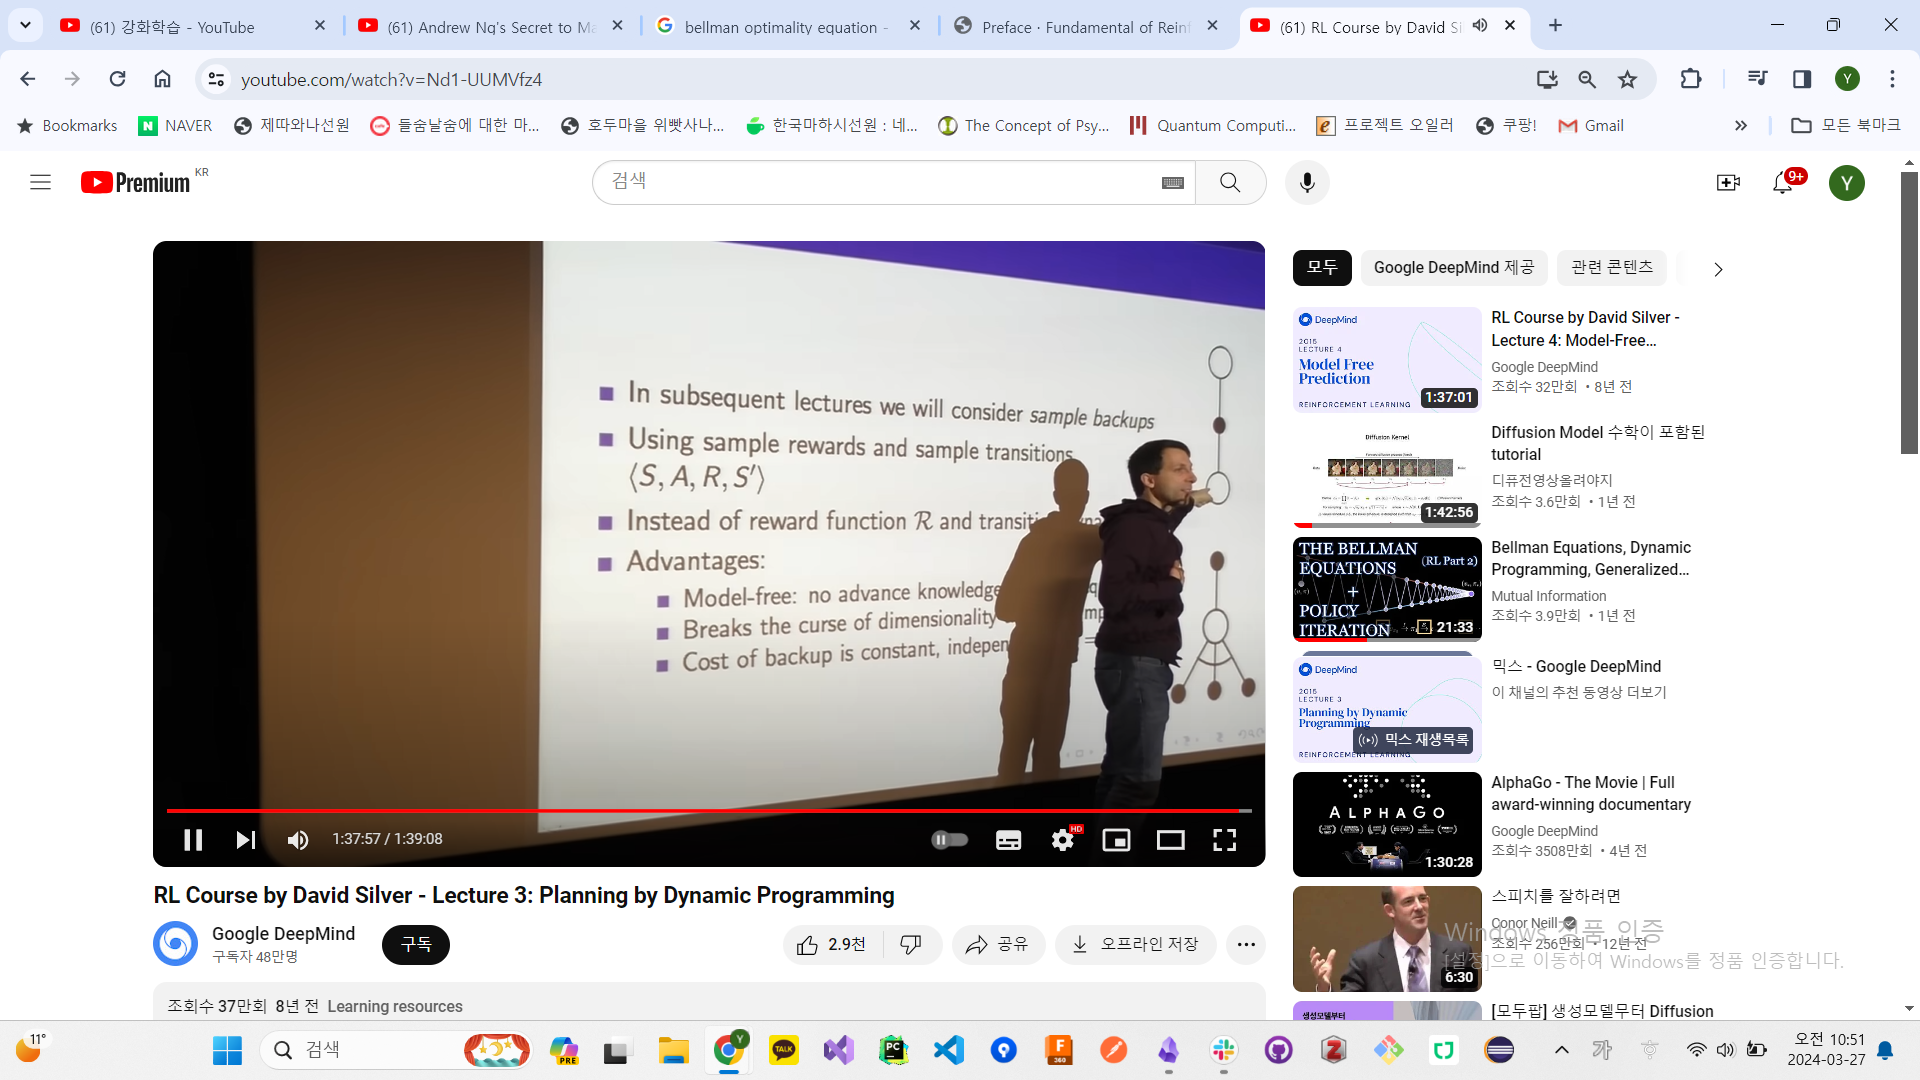 (61) 강화학습 - YouTube
(61) Andrew Ng's Secret to Ma
bellman optimality equation -
Preface · Fundamental of Reinf
(61) RL Course by David Si
youtube.com/watch?v=Nd1-UUMVfz4
Y
Bookmarks
NAVER
제따와나선원
들숨날숨에 대한 마...
호두마을 위빳사나...
한국마하시선원 : 네...
The Concept of Psy...
Quantum Computi...
프로젝트 오일러
쿠팡!
Gmail
모든 북마크
Premium KR
검색
9+
Y
In subsequent lectures we will consider sample backups
Using sample rewards and sample transitions
⟨S, A, R, S′⟩
Instead of reward function R and transiti
Advantages:
Model-free: no advance knowledge
Breaks the curse of dimensionality
Cost of backup is constant, indepen
1:37:57 / 1:39:08
HD
RL Course by David Silver - Lecture 3: Planning by Dynamic Programming
Google DeepMind
구독자 48만명
구독
2.9천
공유
오프라인 저장
조회수 37만회 8년 전 Learning resources
모두
Google DeepMind 제공
관련 콘텐츠
DeepMind
2015
LECTURE 4
Model Free
Prediction
REINFORCEMENT LEARNING
1:37:01
RL Course by David Silver -
Lecture 4: Model-Free...
Google DeepMind
조회수 32만회 • 8년 전
Diffusion Kernel
1:42:56
Diffusion Model 수학이 포함된
tutorial
디퓨전영상올려야지
조회수 3.6만회 • 1년 전
THE BELLMAN
EQUATIONS (RL Part 2)
+
POLICY
ITERATION
21:33
Bellman Equations, Dynamic
Programming, Generalized...
Mutual Information
조회수 3.9만회 • 1년 전
DeepMind
2015
LECTURE 3
Planning by Dynamic
Programming
믹스 재생목록
REINFORCEMENT LEARNING
믹스 - Google DeepMind
이 채널의 추천 동영상 더보기
ALPHAGO
1:30:28
AlphaGo - The Movie | Full
award-winning documentary
Google DeepMind
조회수 3508만회 • 4년 전
6:30
스피치를 잘하려면
Conor Neill
조회수 256만회 • 12년 전
Windows 정품 인증
[설정]으로 이동하여 Windows를 정품 인증합니다.
생성모델부터
[모두팝] 생성모델무터 Diffusion
11°
검색
PRE
Y
TALK
PC
F
360
Z
가
오전 10:51
2024-03-27